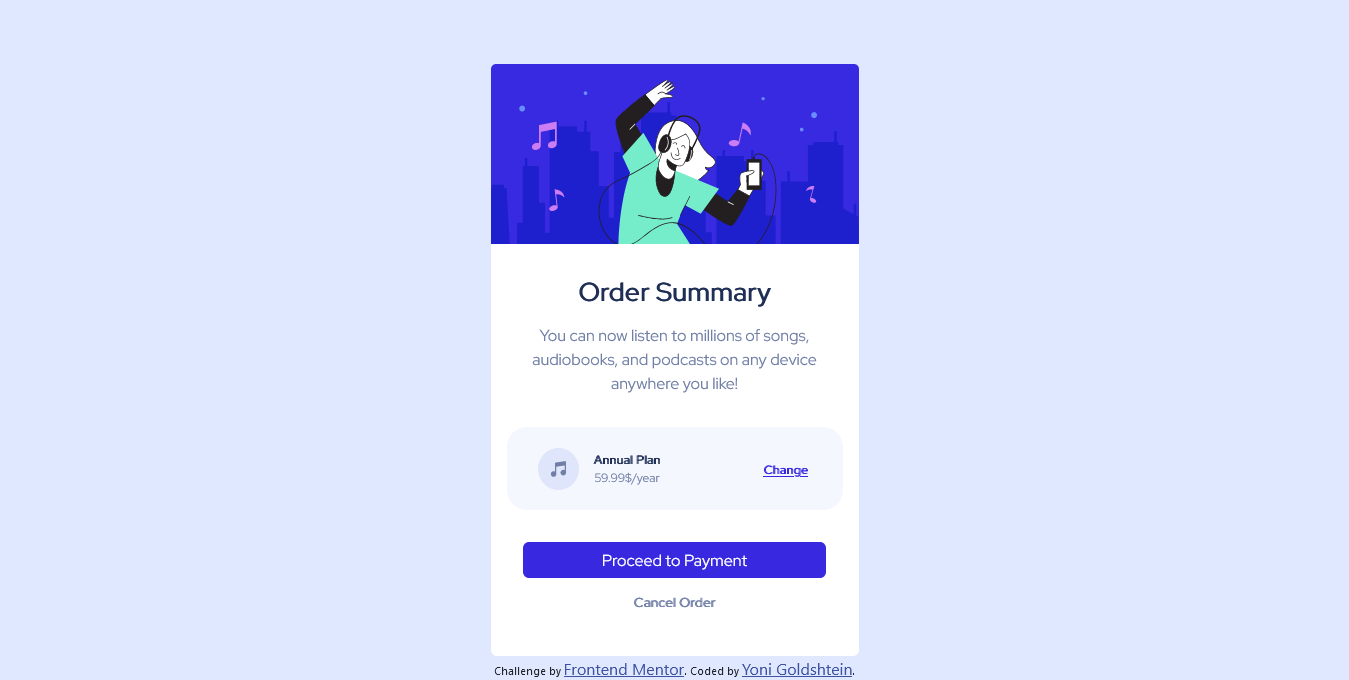 Order Summary
You can now listen to millions of songs,
audiobooks, and podcasts on any device
anywhere you like!
Annual Plan
59.99$/year
Change
Proceed to Payment
Cancel Order
Challenge by Frontend Mentor. Coded by Yoni Goldshtein.